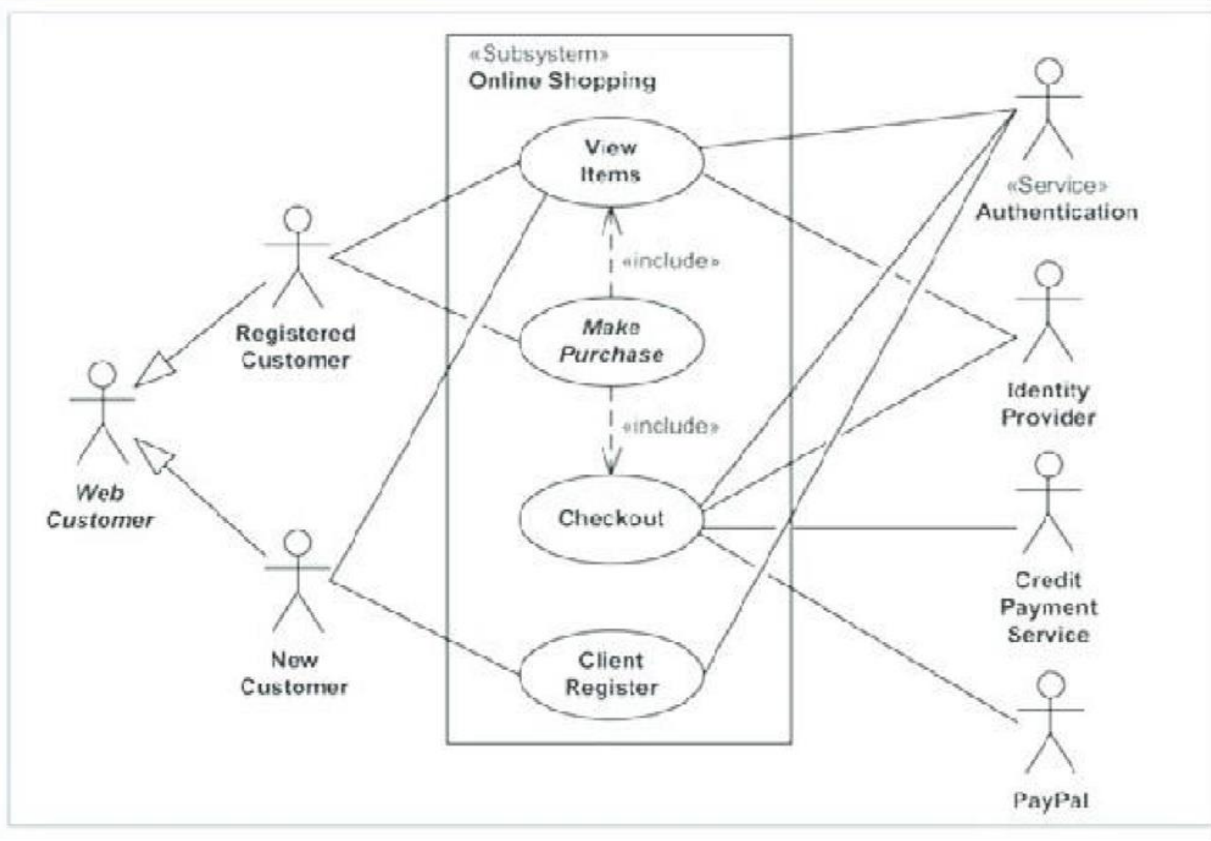 «Subsystem»
Online Shopping
View
Items
«include»
Make
Purchase
«include»
Checkout
Client
Register
Registered
Customer
Web
Customer
New
Customer
«Service»
Authentication
Identity
Provider
Credit
Payment
Service
PayPal